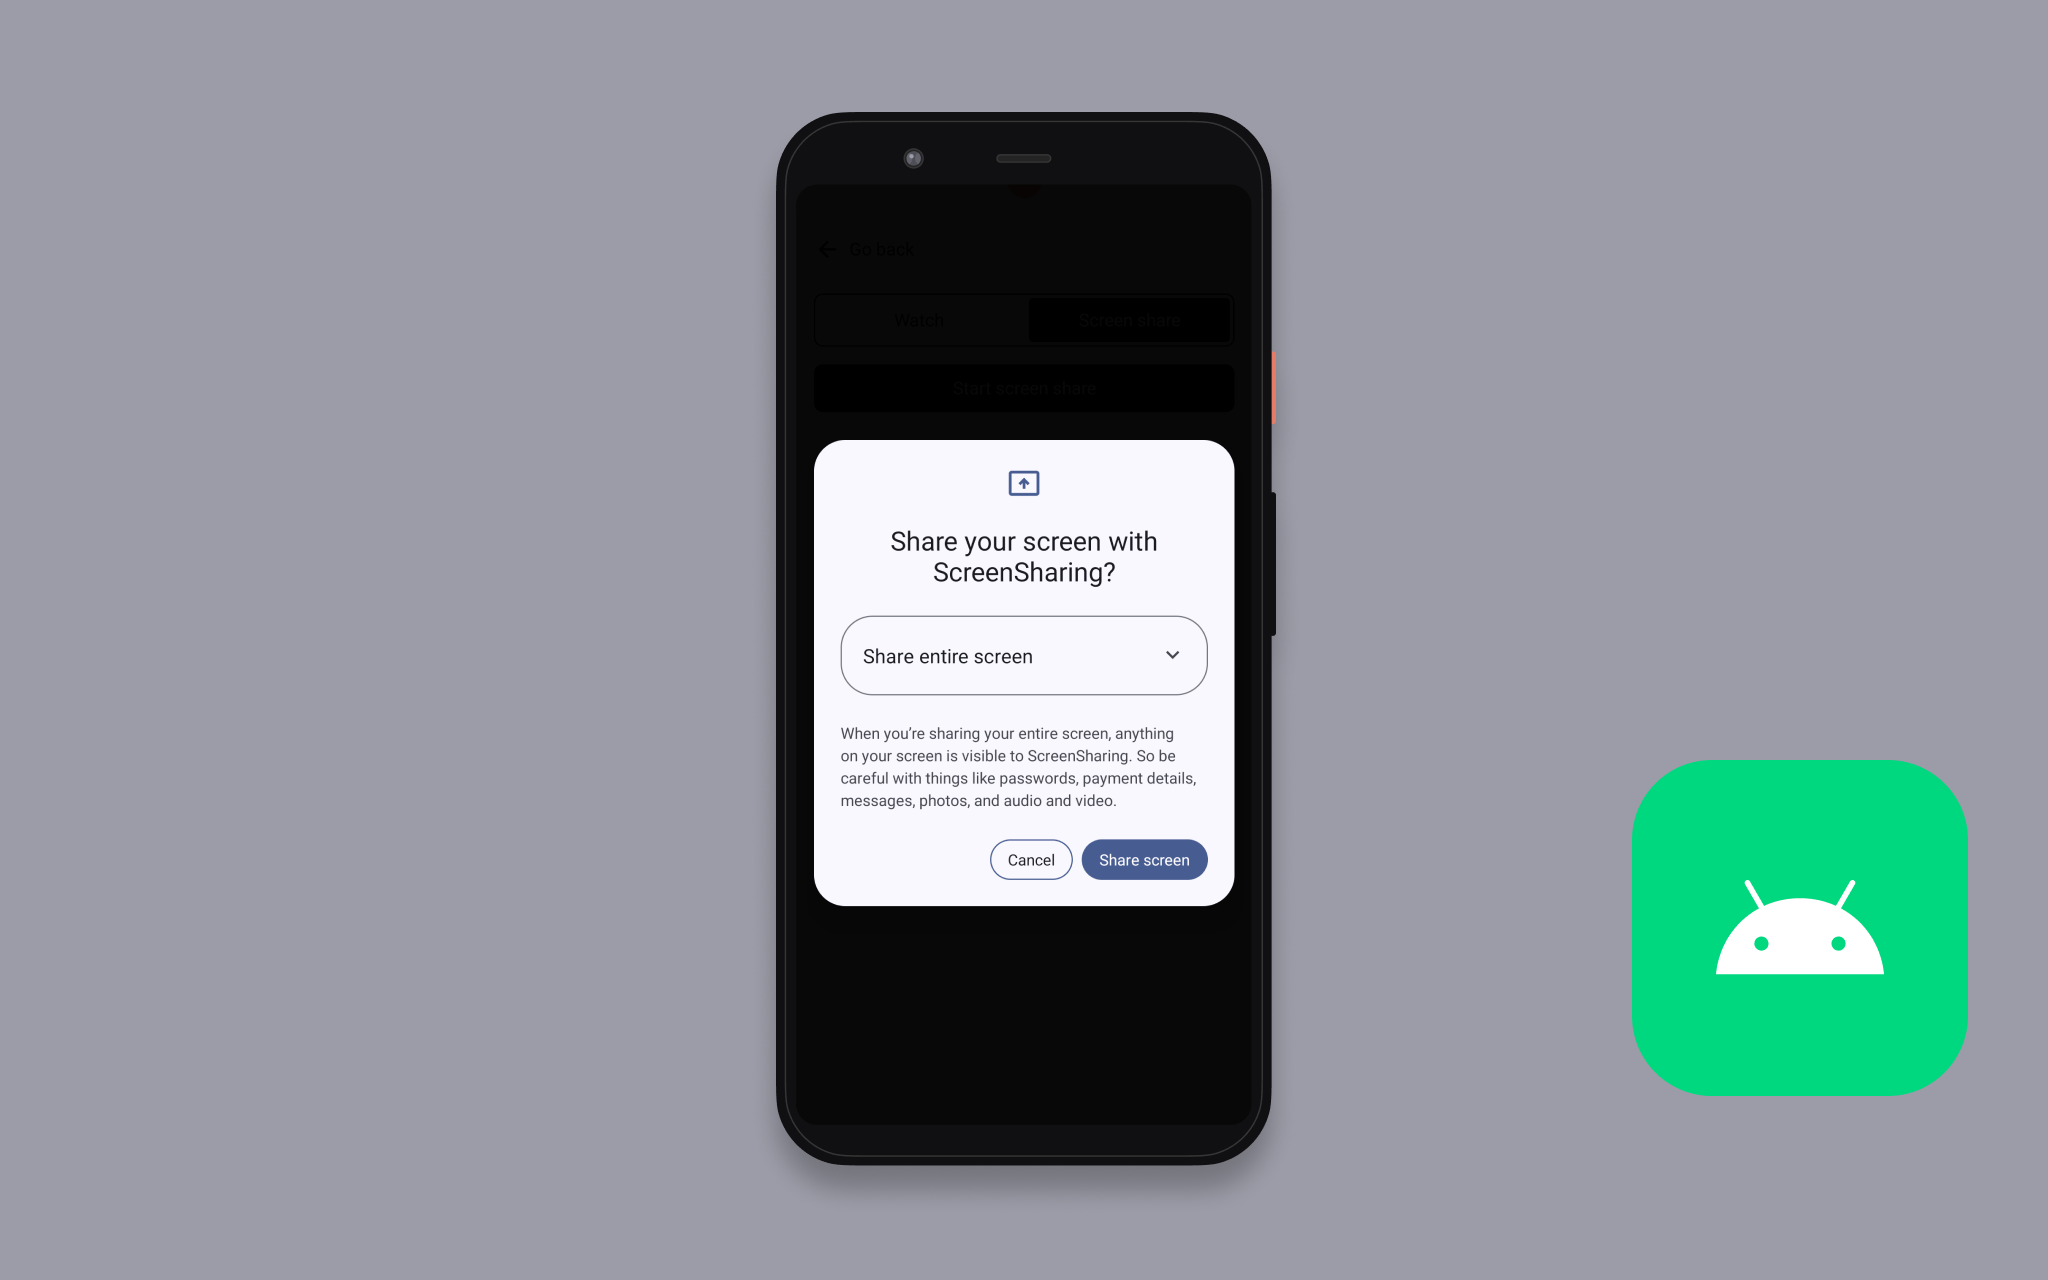 Go back
Watch
Screen share
Start screen share
Share your screen with
ScreenSharing?
Share entire screen
When you’re sharing your entire screen, anything
on your screen is visible to ScreenSharing. So be
careful with things like passwords, payment details,
messages, photos, and audio and video.
Cancel
Share screen